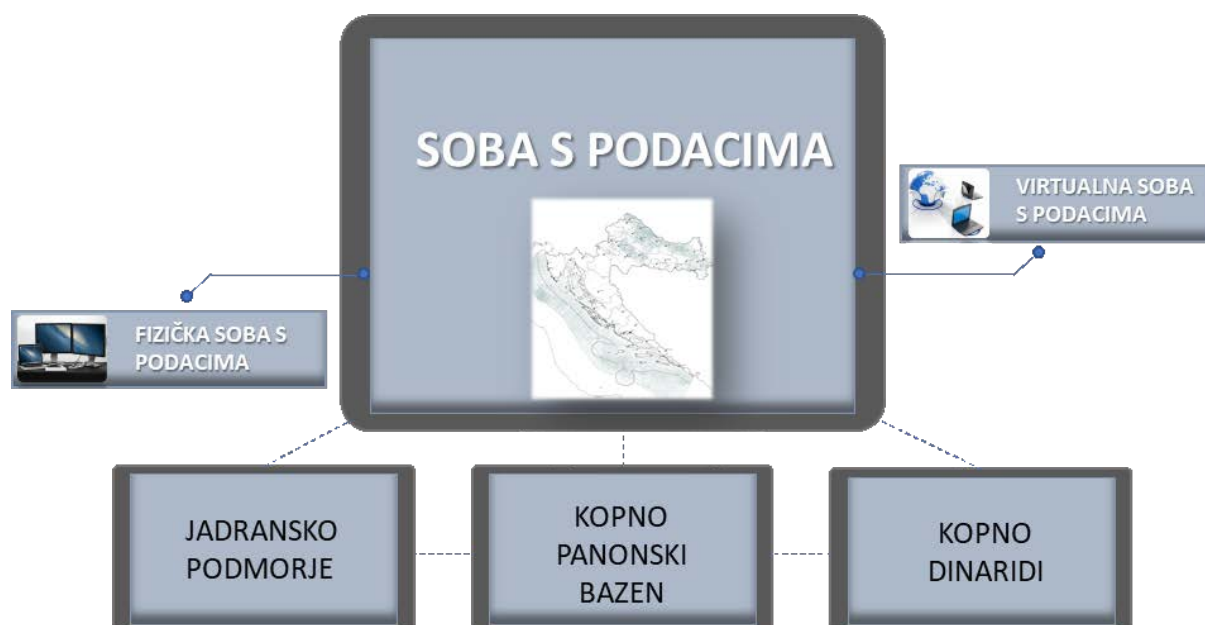 SOBA S PODACIMA
VIRTUALNA SOBA
S PODACIMA
FIZIČKA SOBA S
PODACIMA
JADRANSKO
PODMORJE
KOPNO
PANONSKI
BAZEN
KOPNO
DINARIDI